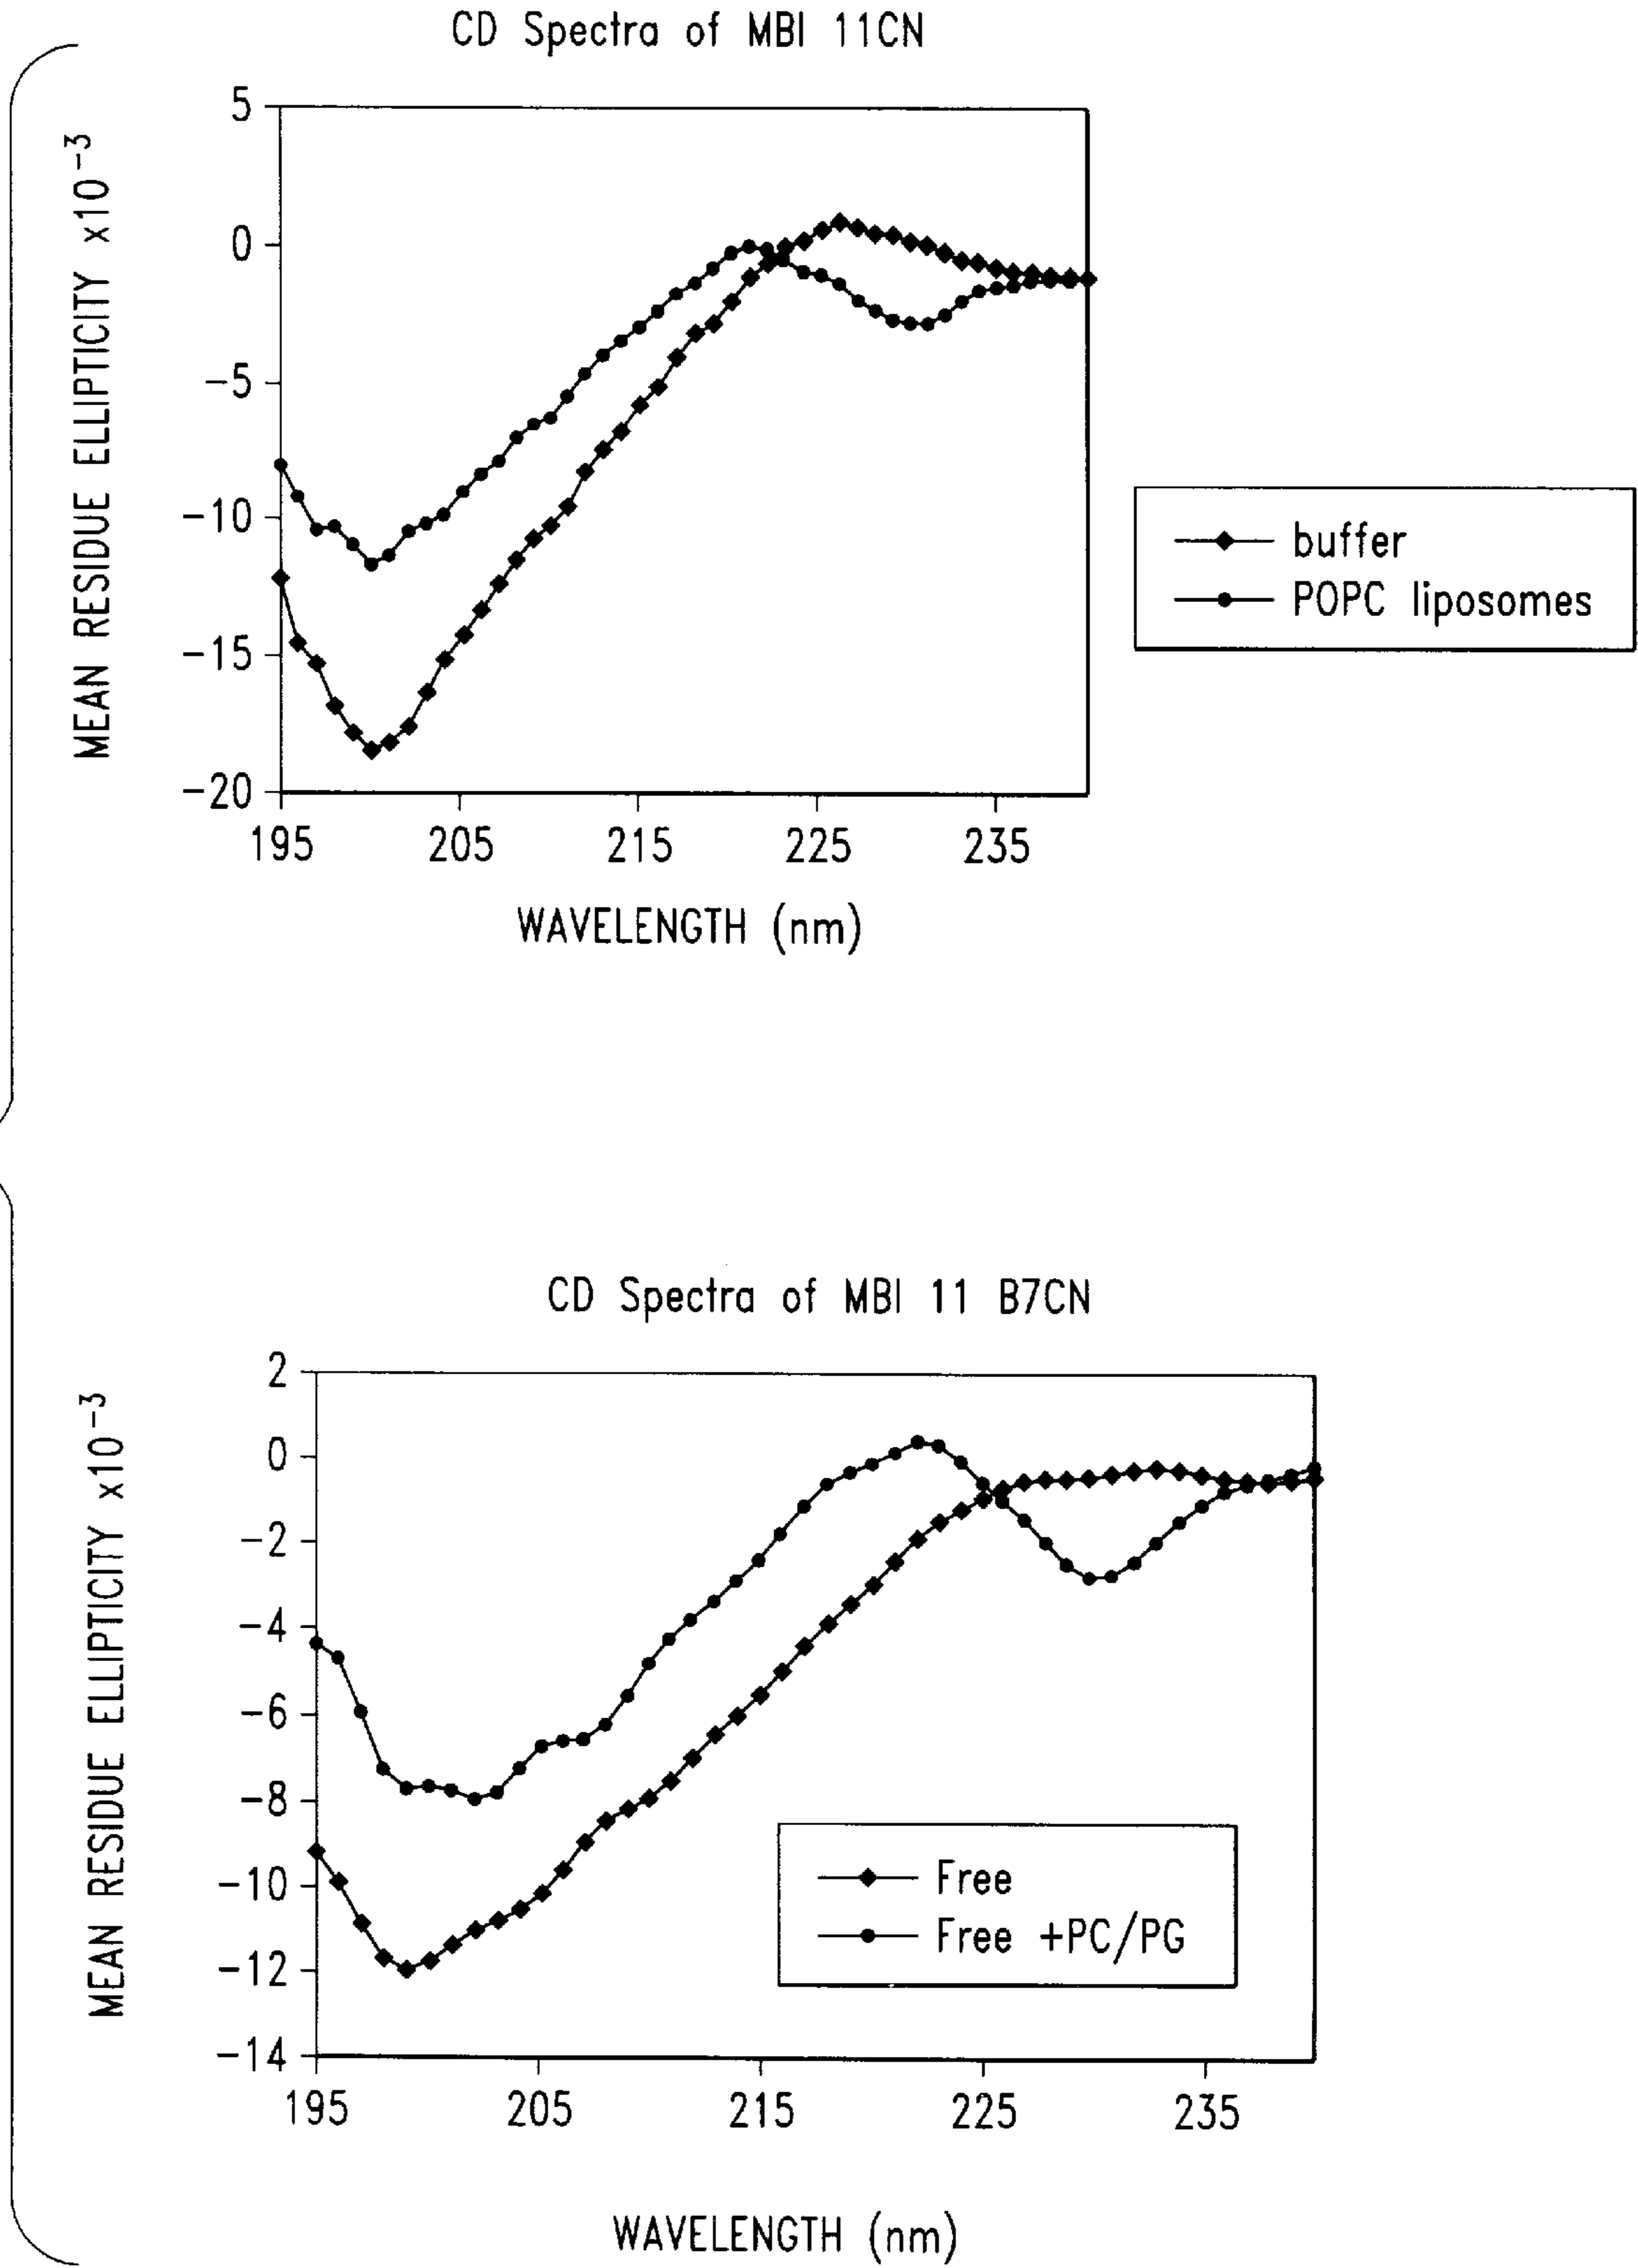 CD Spectra of MBI 11CN
MEAN RESIDUE ELLIPTICITY x10-3
5
0
-5
-10
-15
-20
195 205 215 225 235
WAVELENGTH (nm)
buffer
POPC liposomes
CD Spectra of MBI 11 B7CN
MEAN RESIDUE ELLIPTICITY x10-3
2
0
-2
-4
-6
-8
-10
-12
-14
195 205 215 225 235
WAVELENGTH (nm)
Free
Free +PC/PG